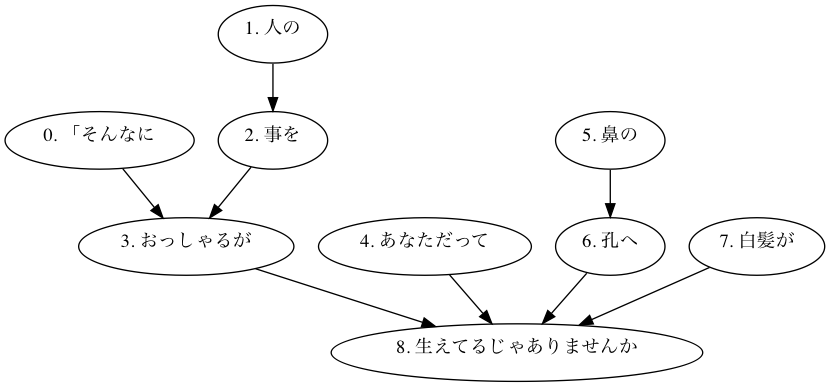 1. 人の
0. 「そんなに
2. 事を
5. 鼻の
3. おっしゃるが
4. あなただって
6. 孔へ
7. 白髪が
8. 生えてるじゃありませんか